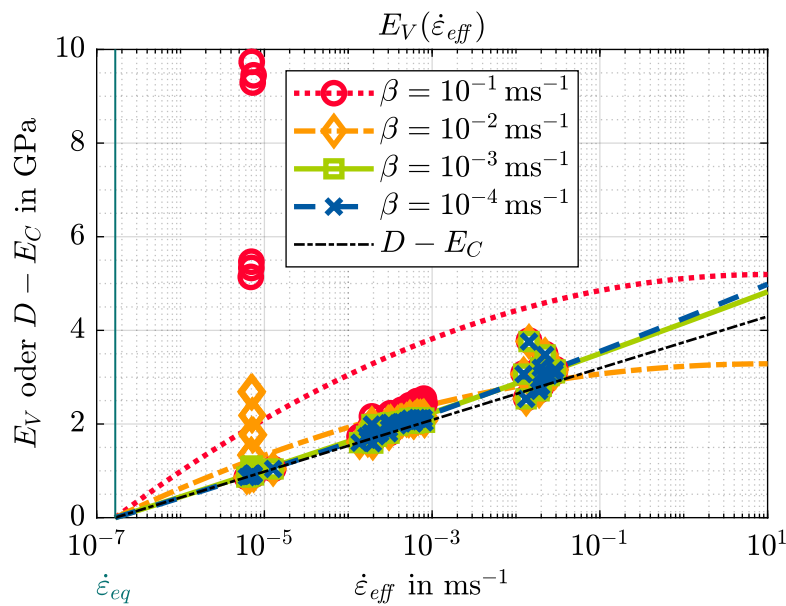 E_V(ε̇_eff)
E_V oder D − E_C in GPa
10
8
6
4
2
0
β = 10⁻¹ ms⁻¹
β = 10⁻² ms⁻¹
β = 10⁻³ ms⁻¹
β = 10⁻⁴ ms⁻¹
D − E_C
10⁻⁷ 10⁻⁵ 10⁻³ 10⁻¹ 10¹
ε̇_eq ε̇_eff in ms⁻¹